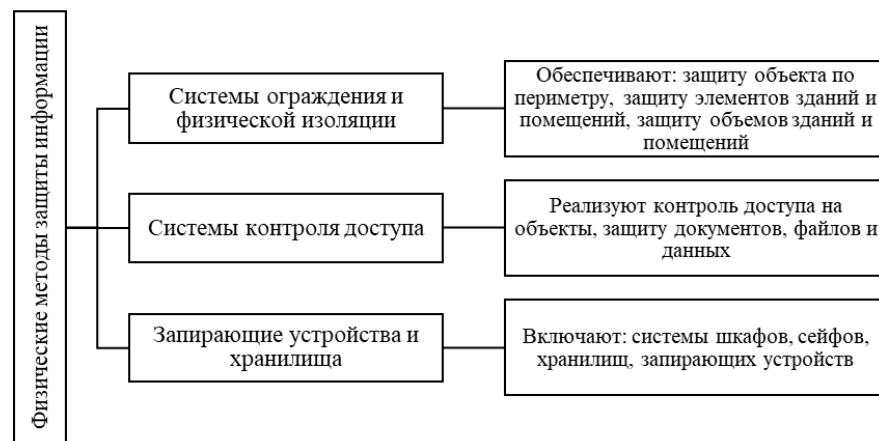 Физические методы защиты информации
Системы ограждения и
физической изоляции
Обеспечивают: защиту объекта по
периметру, защиту элементов зданий и
помещений, защиту объемов зданий и
помещений
Системы контроля доступа
Реализуют контроль доступа на
объекты, защиту документов, файлов и
данных
Запирающие устройства и
хранилища
Включают: системы шкафов, сейфов,
хранилищ, запирающих устройств